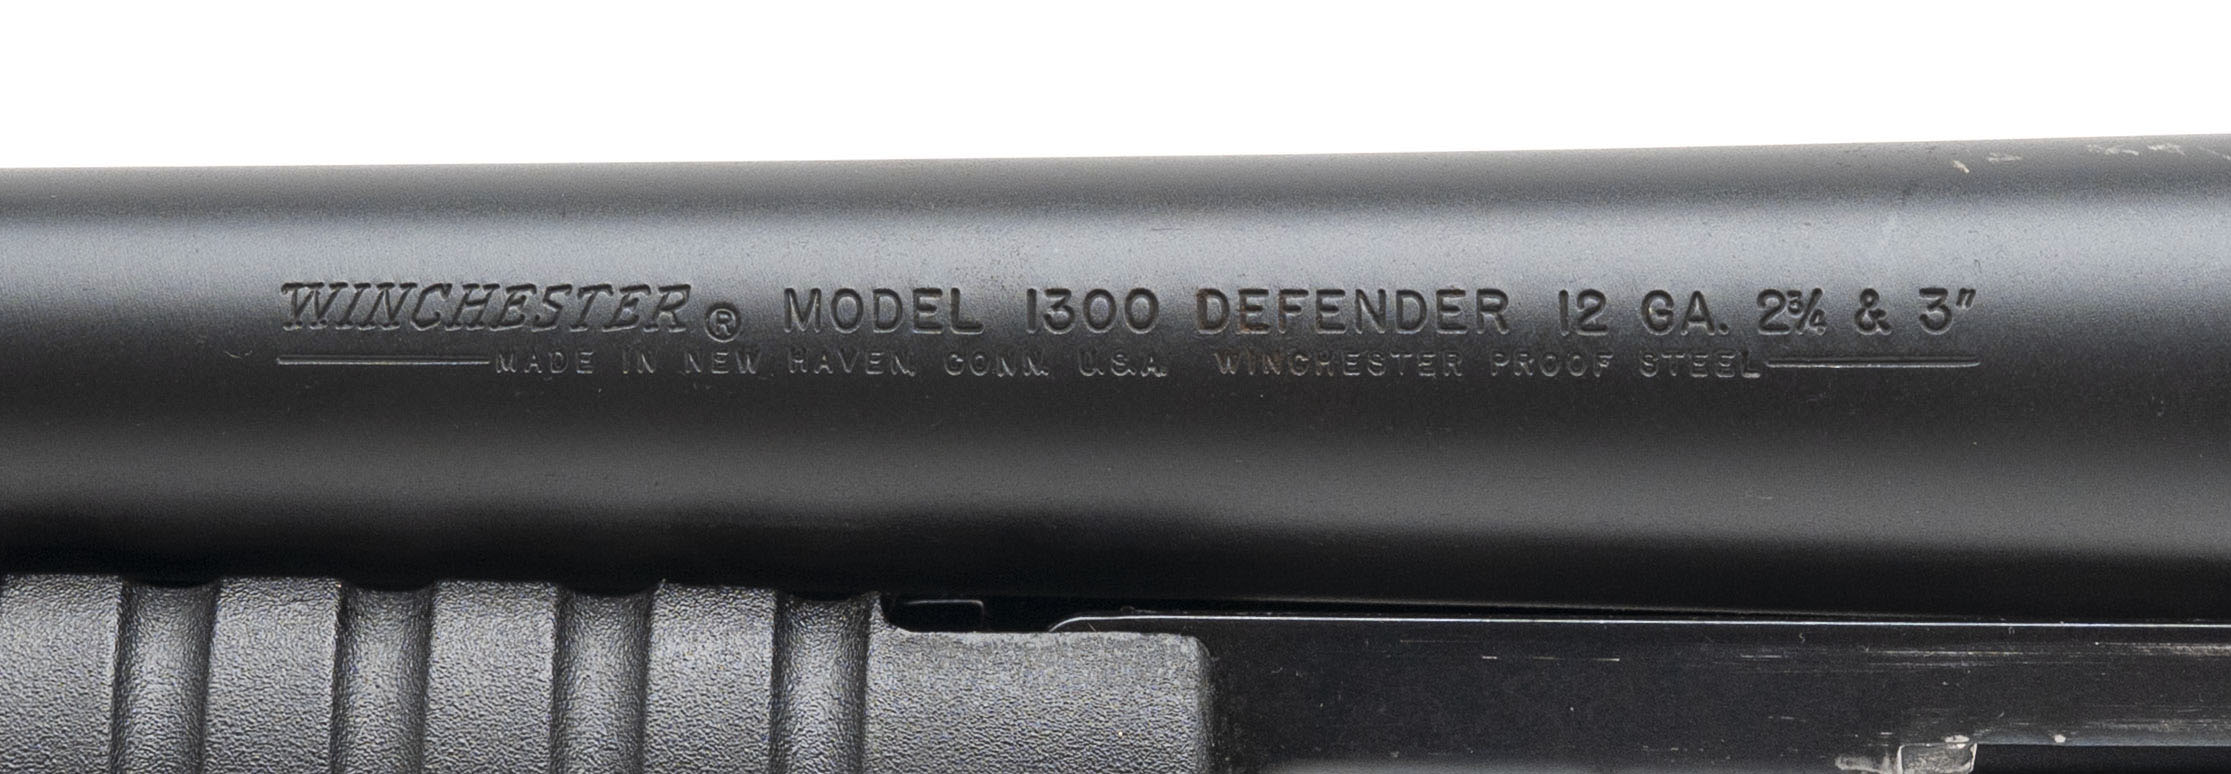 WINCHESTER® MODEL 1300 DEFENDER 12 GA. 2¾ & 3"
MADE IN NEW HAVEN, CONN. U.S.A. WINCHESTER PROOF STEEL